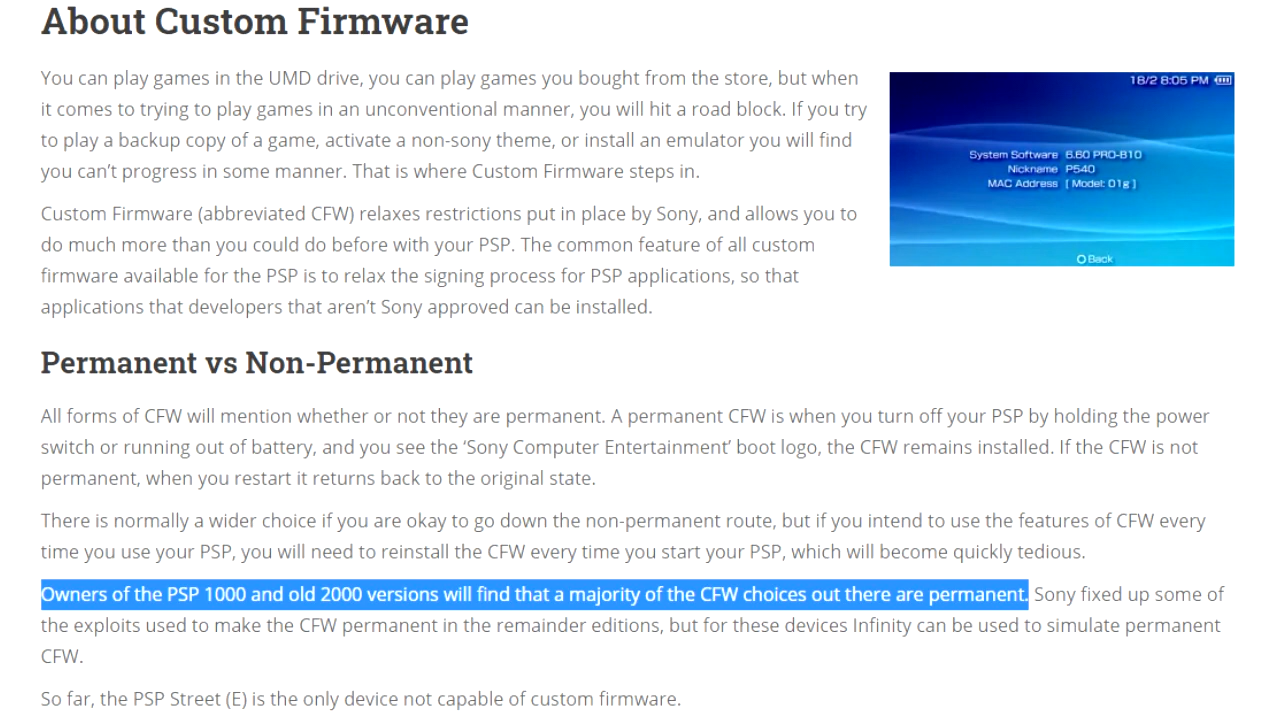 About Custom Firmware
You can play games in the UMD drive, you can play games you bought from the store, but when
it comes to trying to play games in an unconventional manner, you will hit a road block. If you try
to play a backup copy of a game, activate a non-sony theme, or install an emulator you will find
you can’t progress in some manner. That is where Custom Firmware steps in.
Custom Firmware (abbreviated CFW) relaxes restrictions put in place by Sony, and allows you to
do much more than you could do before with your PSP. The common feature of all custom
firmware available for the PSP is to relax the signing process for PSP applications, so that
applications that developers that aren’t Sony approved can be installed.
18/2 8:05 PM
System Software 6.60 PRO-B10
Nickname P540
MAC Address [ Model: 01g ]
Back
Permanent vs Non-Permanent
All forms of CFW will mention whether or not they are permanent. A permanent CFW is when you turn off your PSP by holding the power
switch or running out of battery, and you see the ‘Sony Computer Entertainment’ boot logo, the CFW remains installed. If the CFW is not
permanent, when you restart it returns back to the original state.
There is normally a wider choice if you are okay to go down the non-permanent route, but if you intend to use the features of CFW every
time you use your PSP, you will need to reinstall the CFW every time you start your PSP, which will become quickly tedious.
Owners of the PSP 1000 and old 2000 versions will find that a majority of the CFW choices out there are permanent. Sony fixed up some of
the exploits used to make the CFW permanent in the remainder editions, but for these devices Infinity can be used to simulate permanent
CFW.
So far, the PSP Street (E) is the only device not capable of custom firmware.